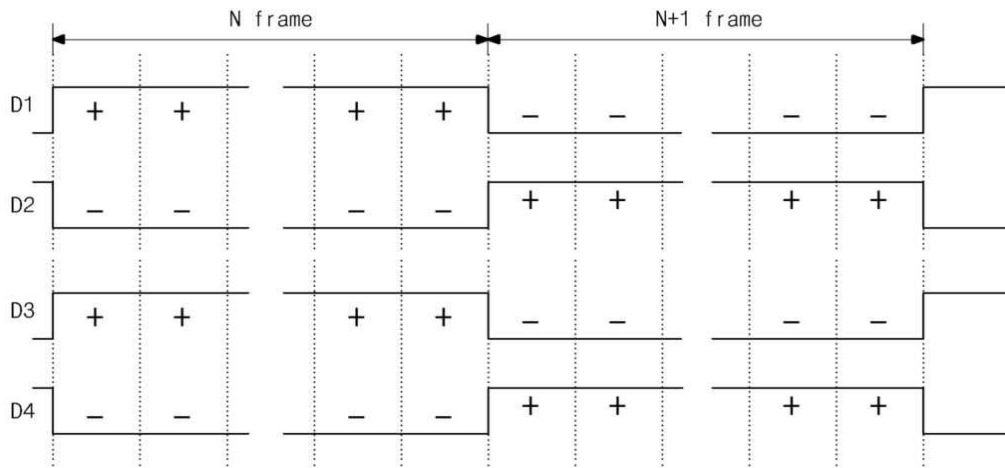 N frame N+1 frame
D1 + + + + − − − −
D2 − − − − + + + +
D3 + + + + − − − −
D4 − − − − + + + +